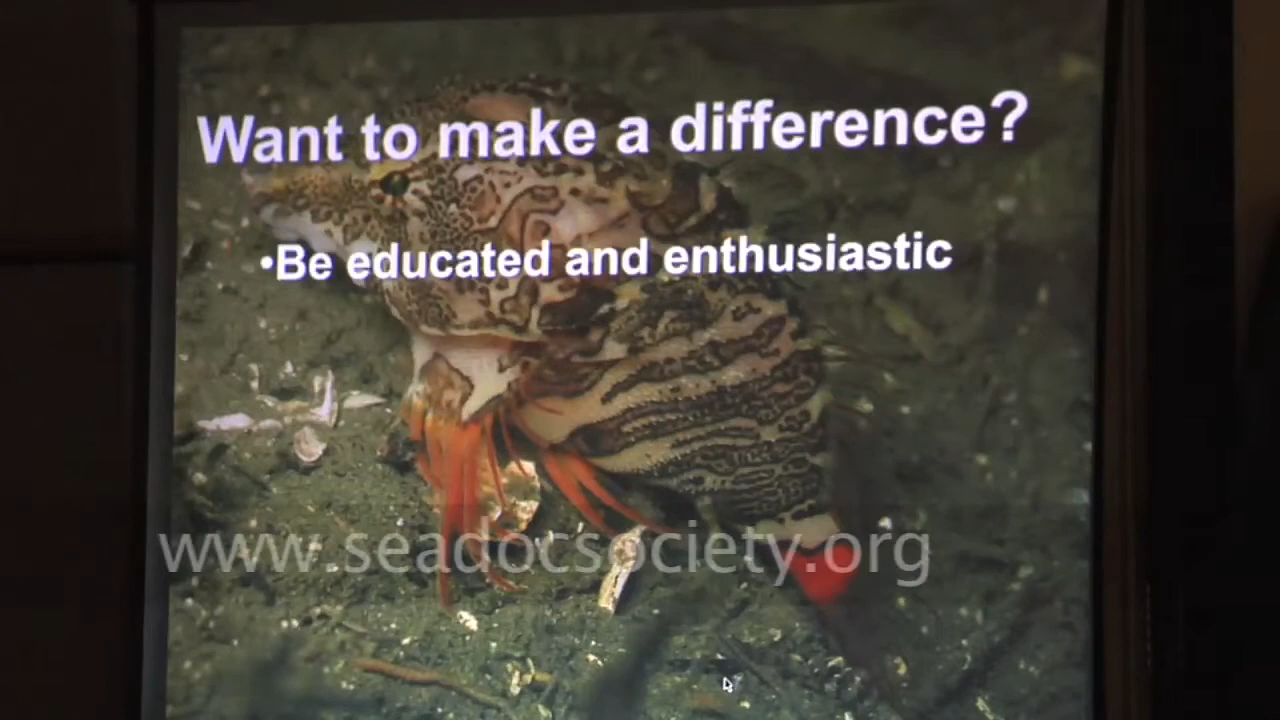 Want to make a difference?
•Be educated and enthusiastic
www.seadocsociety.org